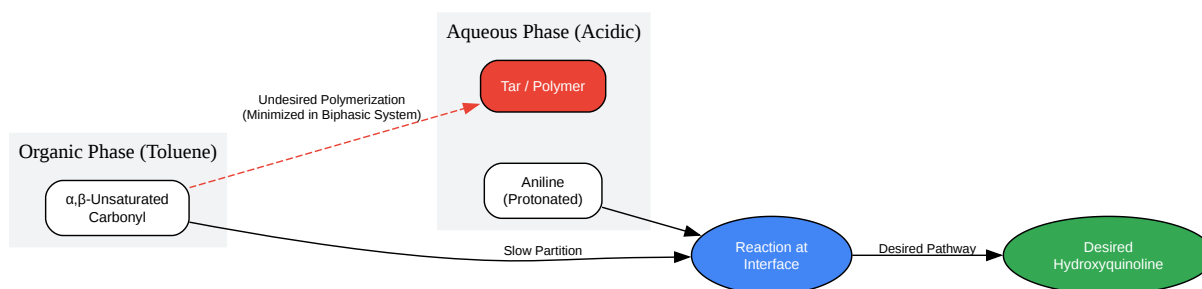 Aqueous Phase (Acidic)
Tar / Polymer
Undesired Polymerization
(Minimized in Biphasic System)
Organic Phase (Toluene)
α,β-Unsaturated
Carbonyl
Aniline
(Protonated)
Slow Partition
Reaction at
Interface
Desired Pathway
Desired
Hydroxyquinoline